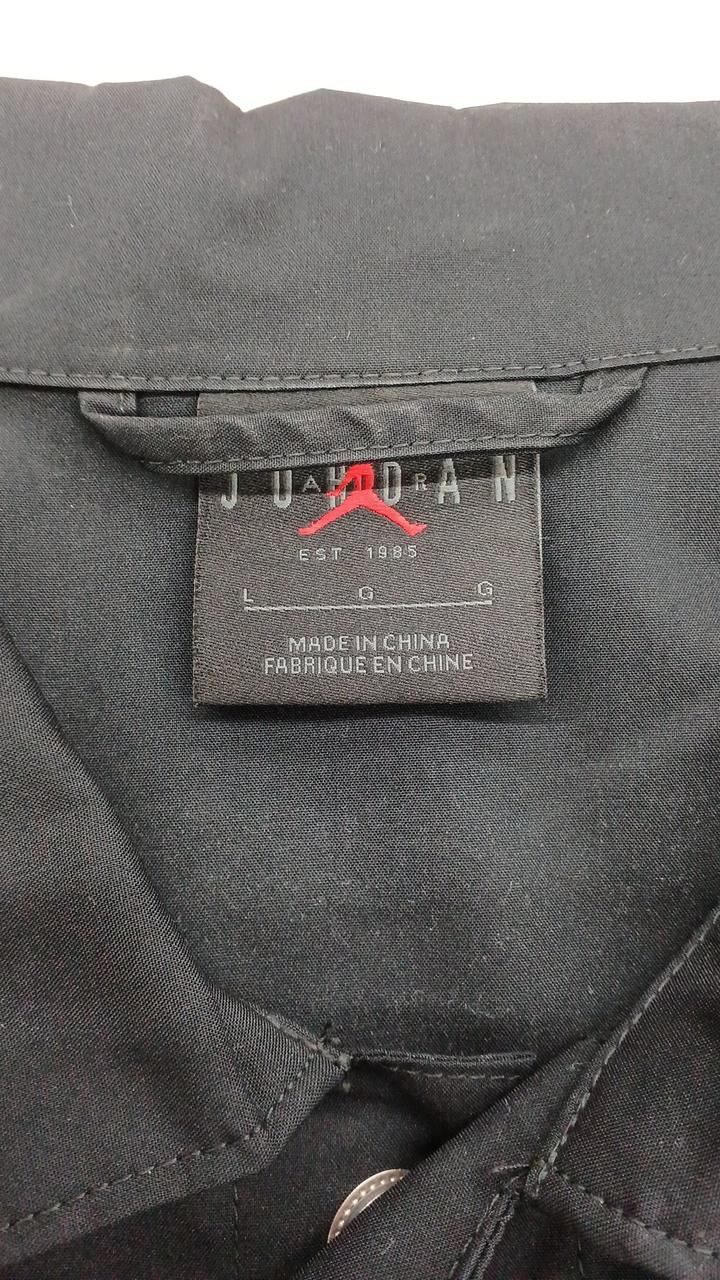 JORDAN
EST 1985
L G G
MADE IN CHINA
FABRIQUE EN CHINE